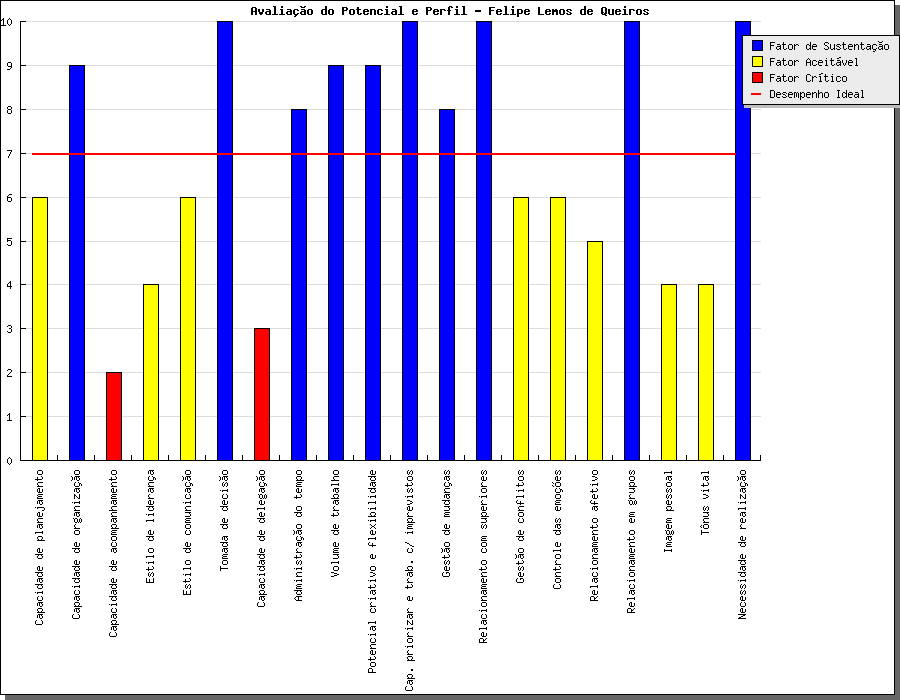 Avaliação do Potencial e Perfil - Felipe Lemos de Queiros
10
9
8
7
6
5
4
3
2
1
0
Fator de Sustentação
Fator Aceitável
Fator Crítico
Desempenho Ideal
Capacidade de planejamento
Capacidade de organização
Capacidade de acompanhamento
Estilo de liderança
Estilo de comunicação
Tomada de decisão
Capacidade de delegação
Administração do tempo
Volume de trabalho
Potencial criativo e flexibilidade
Cap. priorizar e trab. c/ imprevistos
Gestão de mudanças
Relacionamento com superiores
Gestão de conflitos
Controle das emoções
Relacionamento afetivo
Relacionamento em grupos
Imagem pessoal
Tônus vital
Necessidade de realização